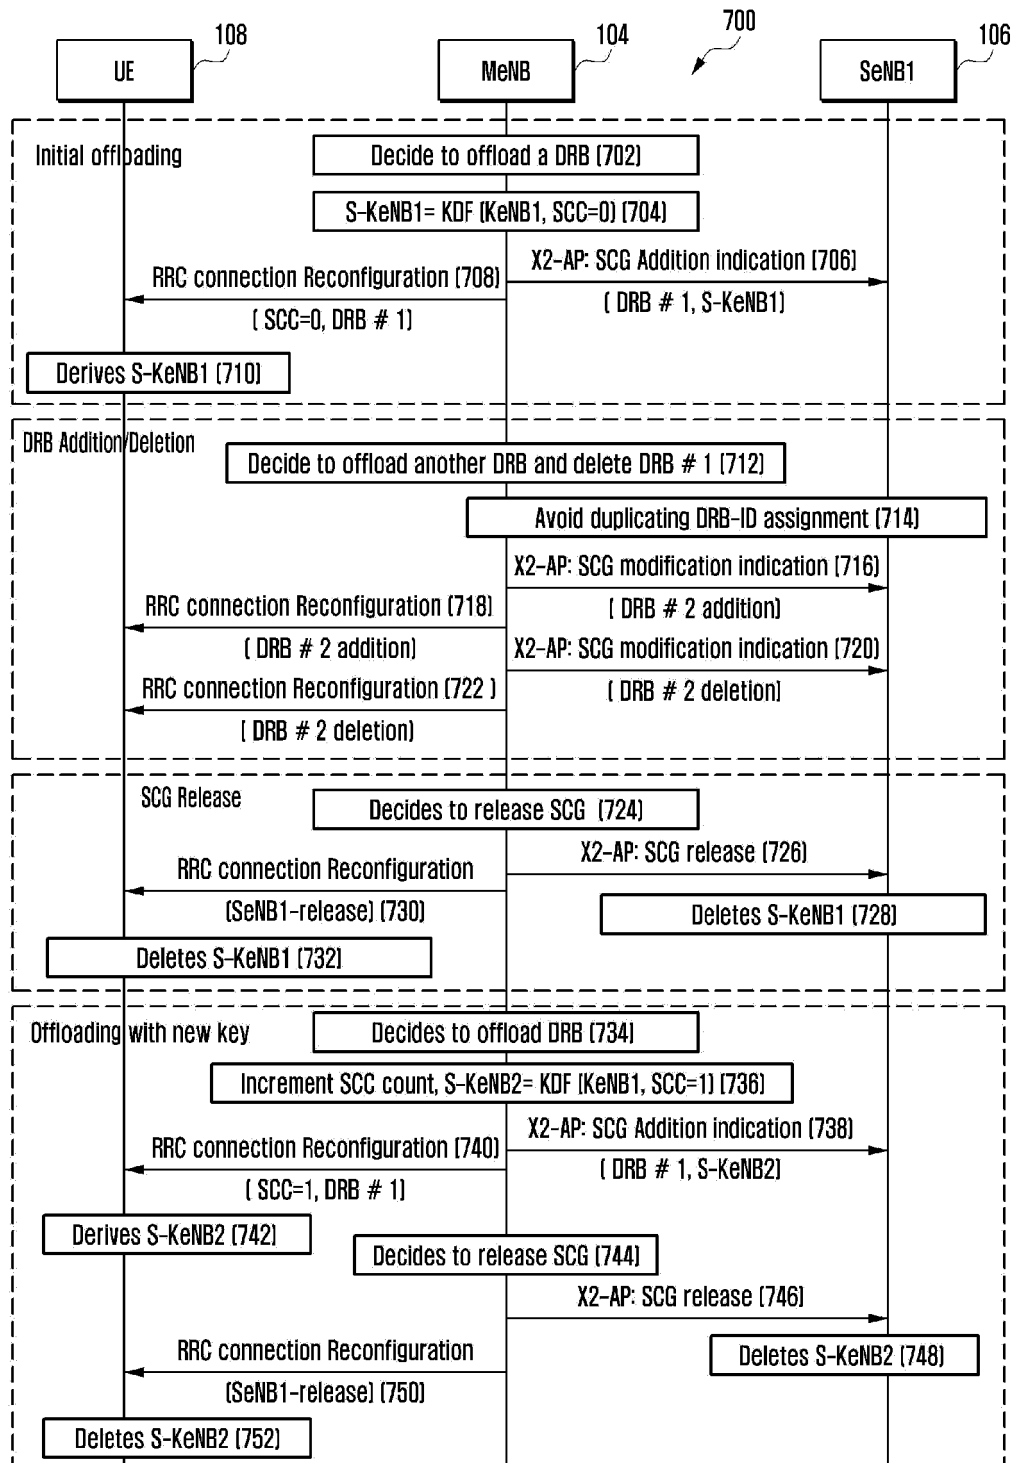 700
108
104
106
UE
MeNB
SeNB1
Initial offloading
Decide to offload a DRB (702)
S-KeNB1= KDF (KeNB1, SCC=0) (704)
X2-AP: SCG Addition indication (706)
( DRB # 1, S-KeNB1)
RRC connection Reconfiguration (708)
( SCC=0, DRB # 1)
Derives S-KeNB1 (710)
DRB Addition/Deletion
Decide to offload another DRB and delete DRB # 1 (712)
Avoid duplicating DRB-ID assignment (714)
X2-AP: SCG modification indication (716)
( DRB # 2 addition)
RRC connection Reconfiguration (718)
( DRB # 2 addition)
X2-AP: SCG modification indication (720)
( DRB # 2 deletion)
RRC connection Reconfiguration (722 )
( DRB # 2 deletion)
SCG Release
Decides to release SCG (724)
X2-AP: SCG release (726)
Deletes S-KeNB1 (728)
RRC connection Reconfiguration
(SeNB1-release) (730)
Deletes S-KeNB1 (732)
Offloading with new key
Decides to offload DRB (734)
Increment SCC count, S-KeNB2= KDF (KeNB1, SCC=1) (736)
X2-AP: SCG Addition indication (738)
( DRB # 1, S-KeNB2)
RRC connection Reconfiguration (740)
( SCC=1, DRB # 1)
Derives S-KeNB2 (742)
Decides to release SCG (744)
X2-AP: SCG release (746)
Deletes S-KeNB2 (748)
RRC connection Reconfiguration
(SeNB1-release) (750)
Deletes S-KeNB2 (752)